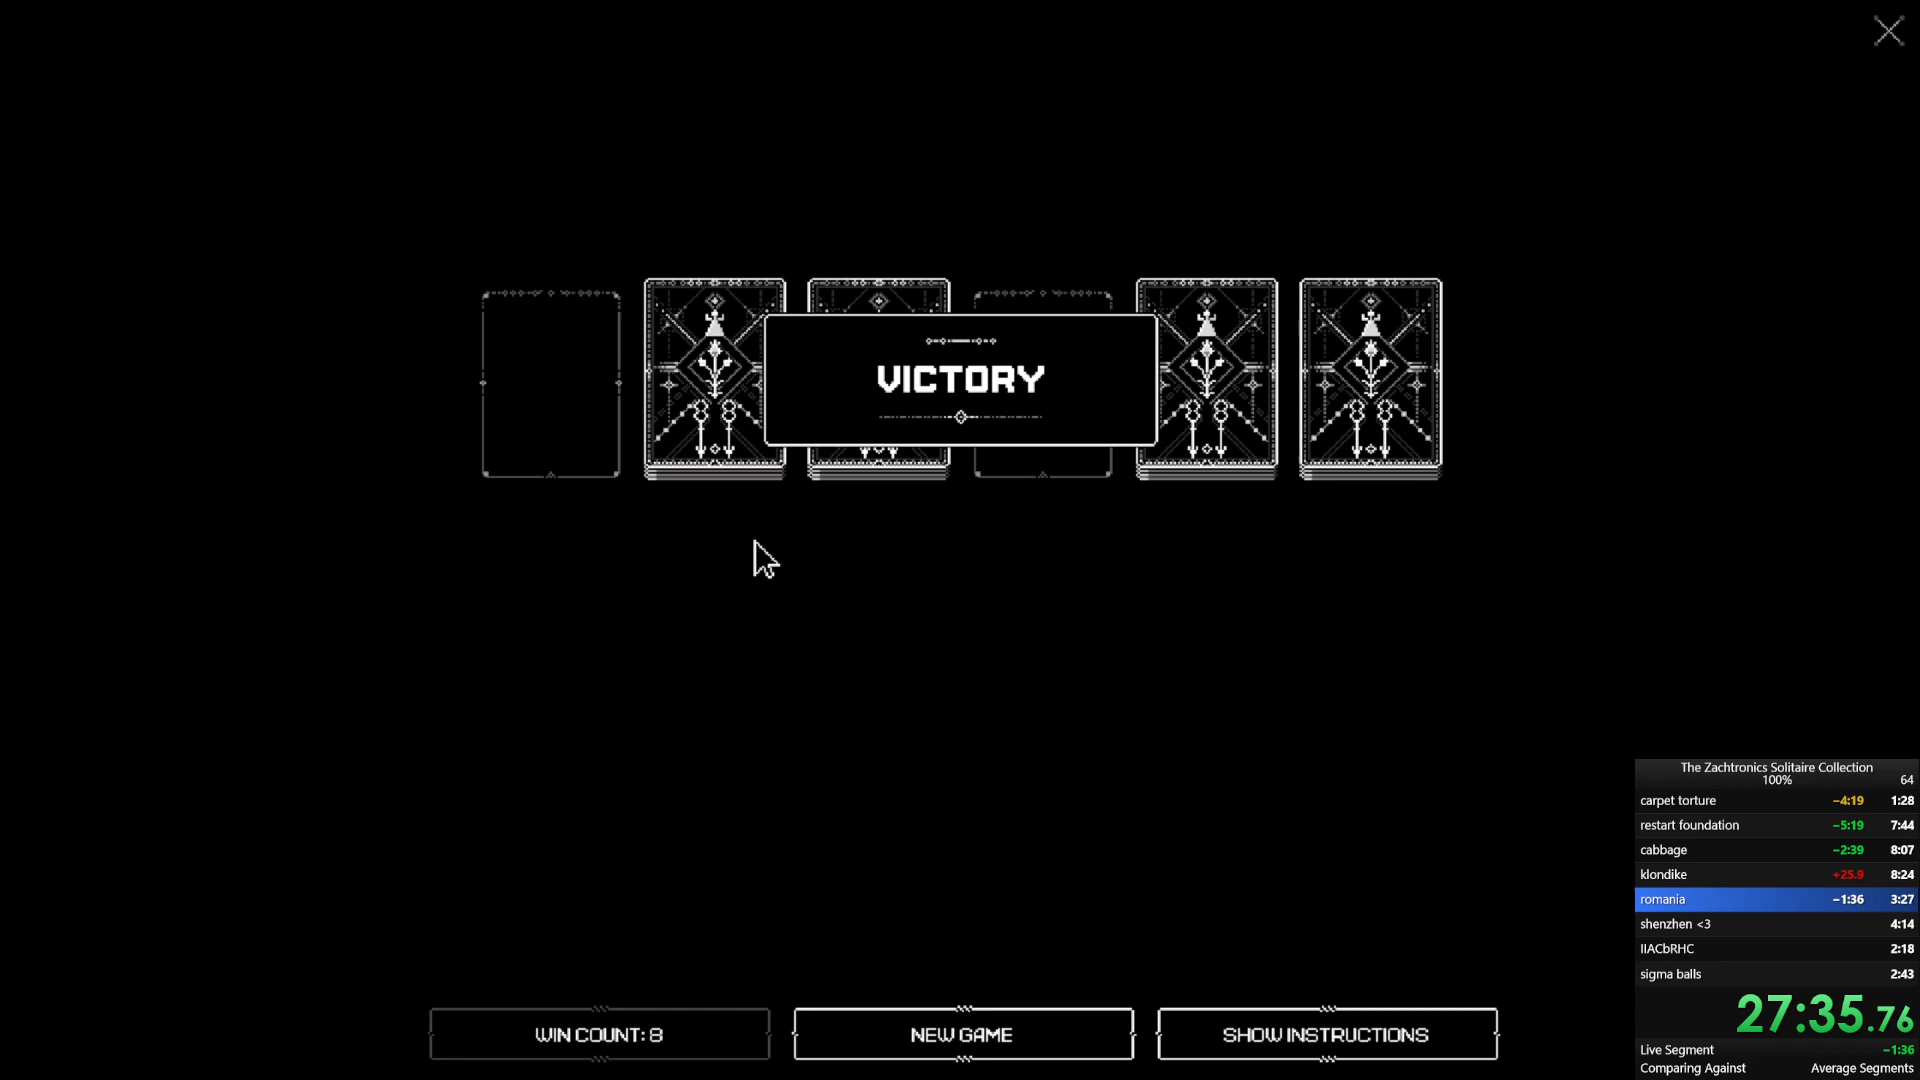 VICTORY
WIN COUNT: 8
NEW GAME
SHOW INSTRUCTIONS
The Zachtronics Solitaire Collection
100% 64
carpet torture −4:19 1:28
restart foundation −5:19 7:44
cabbage −2:39 8:07
klondike +25.9 8:24
romania −1:36 3:27
shenzhen <3 4:14
IIACbRHC 2:18
sigma balls 2:43
27:35.76
Live Segment −1:36
Comparing Against Average Segments